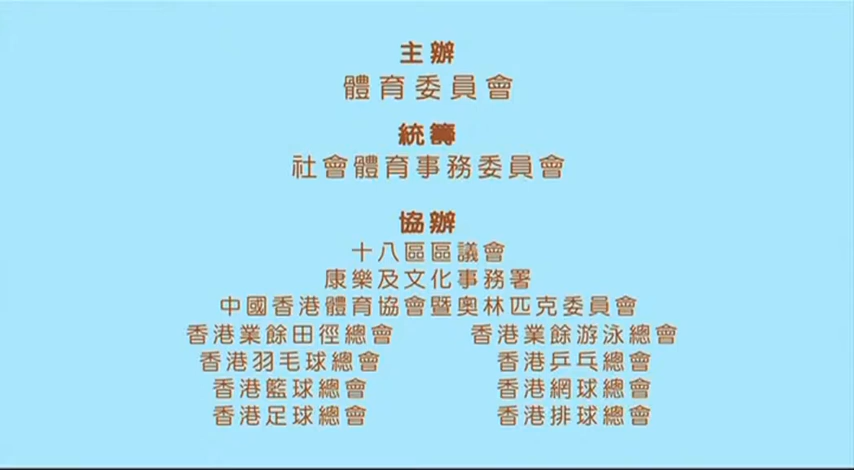 主辦
體育委員會
統籌
社會體育事務委員會
協辦
十八區區議會
康樂及文化事務署
中國香港體育協會暨奧林匹克委員會
香港業餘田徑總會 香港業餘游泳總會
香港羽毛球總會 香港乒乓總會
香港籃球總會 香港網球總會
香港足球總會 香港排球總會